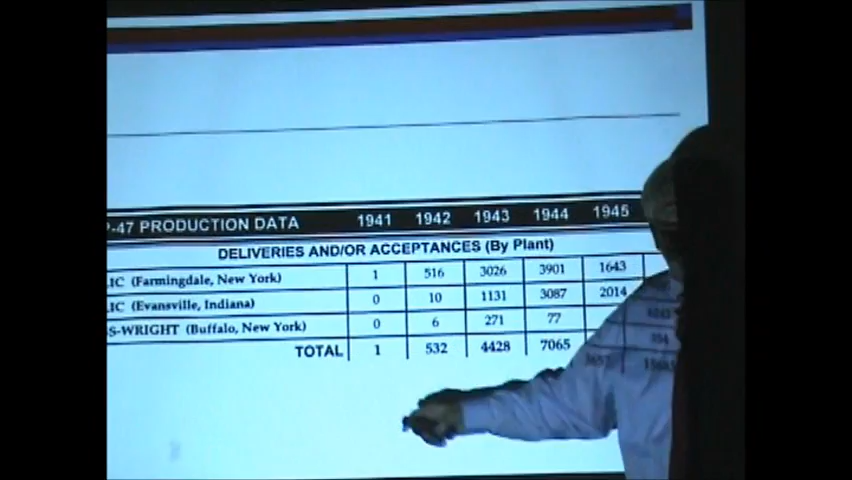 -47 PRODUCTION DATA 1941 1942 1943 1944 1945
DELIVERIES AND/OR ACCEPTANCES (By Plant)
IC (Farmingdale, New York) 1 516 3026 3901 1643
IC (Evansville, Indiana) 0 10 1131 3087 2014
S-WRIGHT (Buffalo, New York) 0 6 271 77
TOTAL 1 532 4428 7065